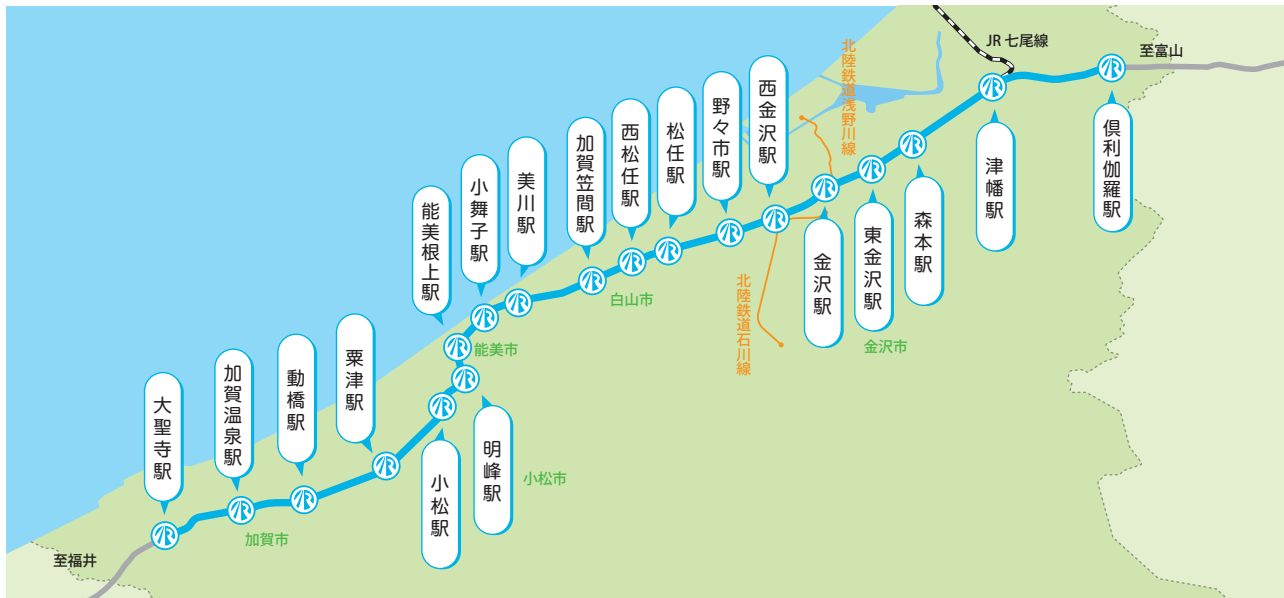 JR 七尾線
至富山
北陸鉄道浅野川線
北陸鉄道石川線
倶利伽羅駅
津幡駅
森本駅
東金沢駅
金沢駅
西金沢駅
野々市駅
松任駅
西松任駅
加賀笠間駅
美川駅
小舞子駅
能美根上駅
明峰駅
小松駅
粟津駅
動橋駅
加賀温泉駅
大聖寺駅
金沢市
白山市
能美市
小松市
加賀市
至福井